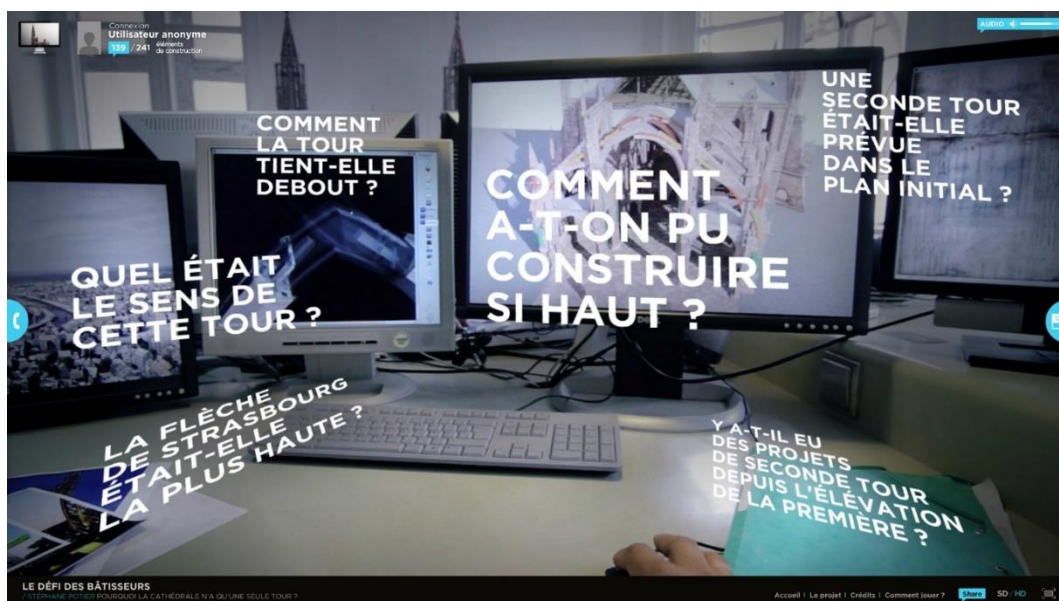 Connexion
Utilisateur anonyme
139 / 241 éléments
de construction
AUDIO
COMMENT
LA TOUR
TIENT-ELLE
DEBOUT ?
UNE
SECONDE TOUR
ÉTAIT-ELLE
PRÉVUE
DANS LE
PLAN INITIAL ?
COMMENT
A-T-ON PU
CONSTRUIRE
SI HAUT ?
QUEL ÉTAIT
LE SENS DE
CETTE TOUR ?
LA FLÈCHE
DE STRASBOURG
ÉTAIT-ELLE
LA PLUS HAUTE ?
Y A-T-IL EU
DES PROJETS
DE SECONDE TOUR
DEPUIS L'ÉLÉVATION
DE LA PREMIÈRE ?
LE DÉFI DES BÂTISSEURS
/ STÉPHANE POTIER POURQUOI LA CATHÉDRALE N'A QU'UNE SEULE TOUR ?
Accueil | Le projet | Crédits | Comment jouer ? Share SD / HD